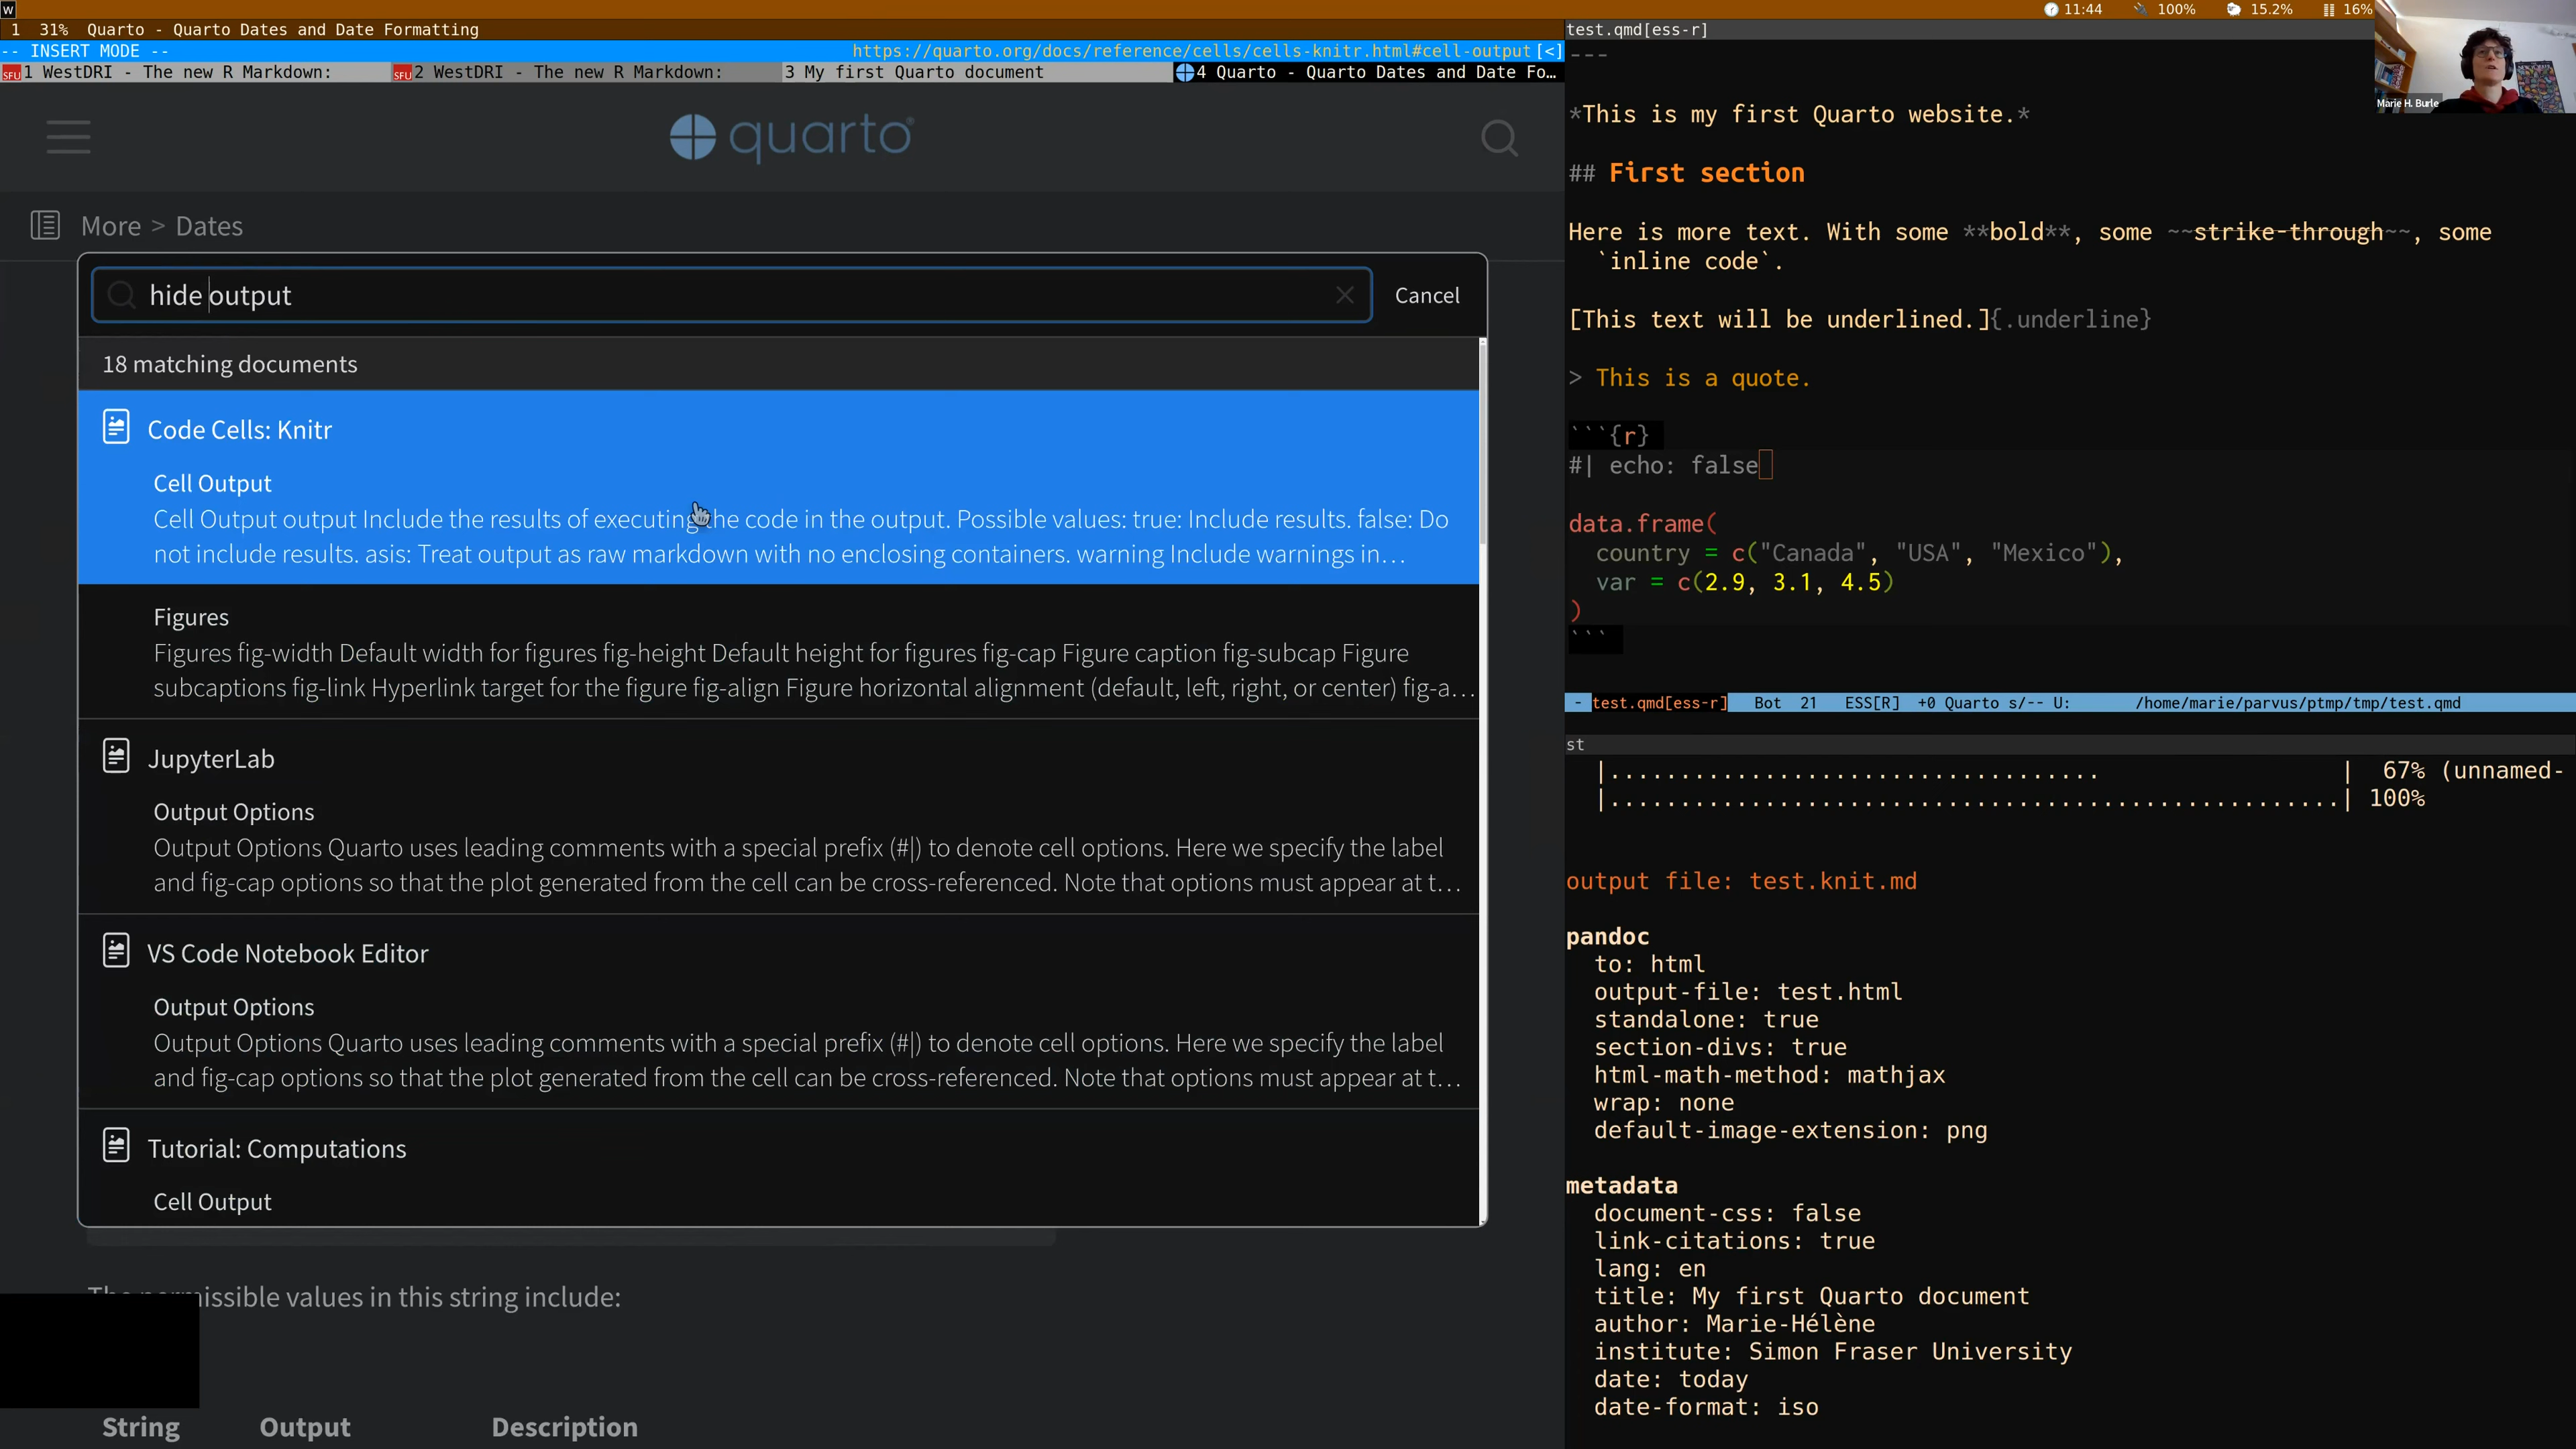 W
11:44 100% 15.2% 16%
1 31% Quarto - Quarto Dates and Date Formatting
-- INSERT MODE -- https://quarto.org/docs/reference/cells/cells-knitr.html#cell-output [<]
SFU 1 WestDRI - The new R Markdown: SFU 2 WestDRI - The new R Markdown: 3 My first Quarto document 4 Quarto - Quarto Dates and Date Fo…
quarto
More > Dates
hide output
Cancel
18 matching documents
Code Cells: Knitr
Cell Output
Cell Output output Include the results of executing the code in the output. Possible values: true: Include results. false: Do
not include results. asis: Treat output as raw markdown with no enclosing containers. warning Include warnings in…
Figures
Figures fig-width Default width for figures fig-height Default height for figures fig-cap Figure caption fig-subcap Figure
subcaptions fig-link Hyperlink target for the figure fig-align Figure horizontal alignment (default, left, right, or center) fig-a…
JupyterLab
Output Options
Output Options Quarto uses leading comments with a special prefix (#|) to denote cell options. Here we specify the label
and fig-cap options so that the plot generated from the cell can be cross-referenced. Note that options must appear at t…
VS Code Notebook Editor
Output Options
Output Options Quarto uses leading comments with a special prefix (#|) to denote cell options. Here we specify the label
and fig-cap options so that the plot generated from the cell can be cross-referenced. Note that options must appear at t…
Tutorial: Computations
Cell Output
values in this string include:
String Output Description
test.qmd[ess-r]
---
*This is my first Quarto website.*
## First section
Here is more text. With some **bold**, some ~~strike-through~~, some
`inline code`.
[This text will be underlined.]{.underline}
> This is a quote.
```{r}
#| echo: false
data.frame(
country = c("Canada", "USA", "Mexico"),
var = c(2.9, 3.1, 4.5)
)
```
- test.qmd[ess-r] Bot 21 ESS[R] +0 Quarto s/-- U: /home/marie/parvus/ptmp/tmp/test.qmd
st
|..................................... | 67% (unnamed-
|.....................................................| 100%
output file: test.knit.md
pandoc
to: html
output-file: test.html
standalone: true
section-divs: true
html-math-method: mathjax
wrap: none
default-image-extension: png
metadata
document-css: false
link-citations: true
lang: en
title: My first Quarto document
author: Marie-Hélène
institute: Simon Fraser University
date: today
date-format: iso
Marie H. Burle